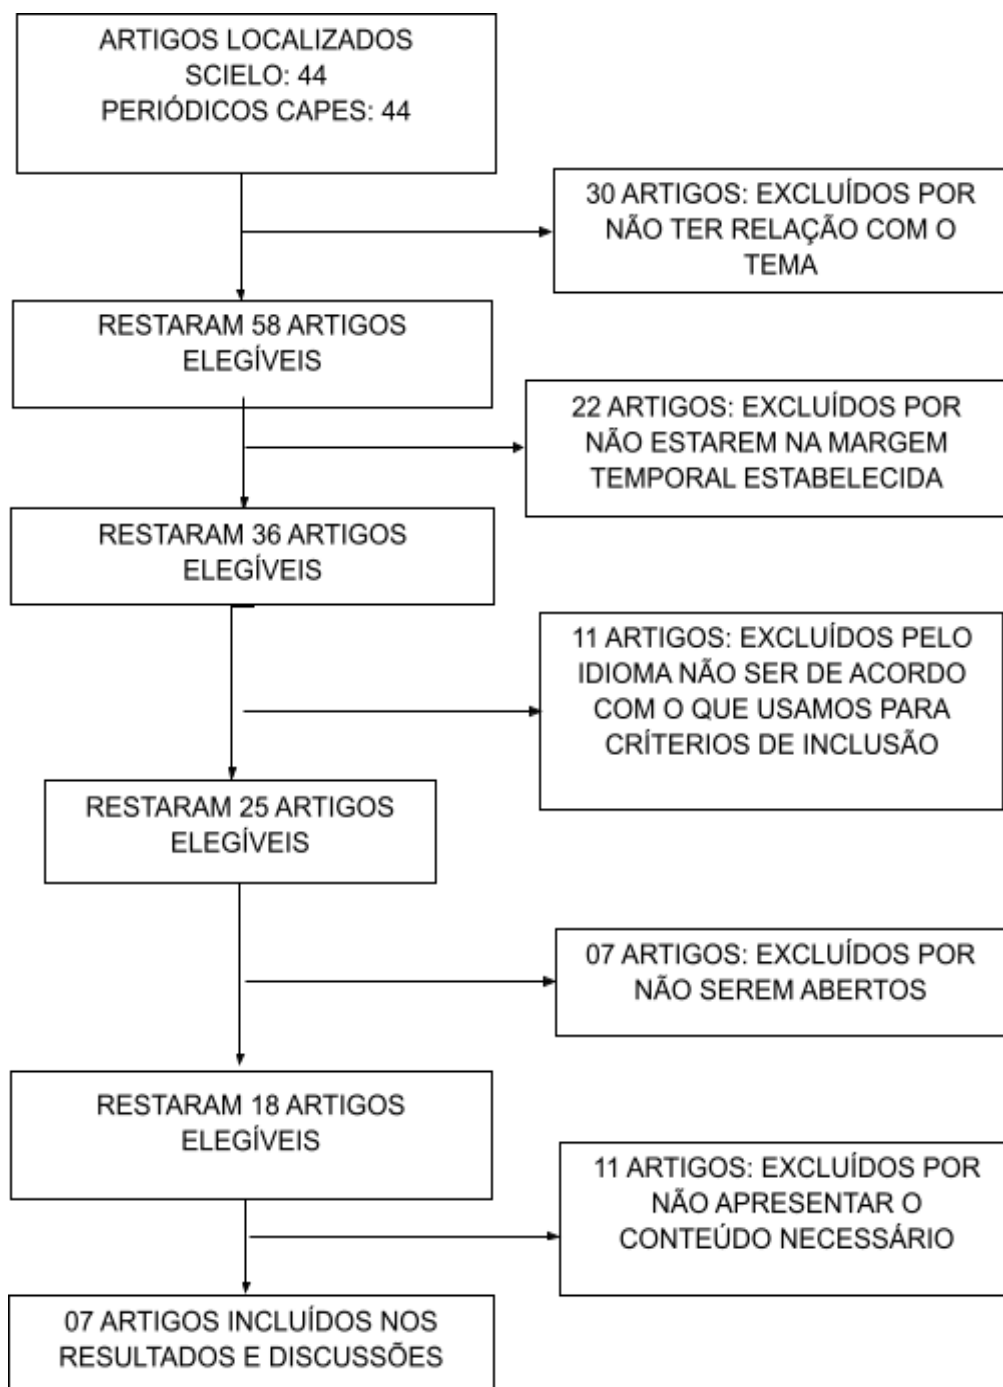 ARTIGOS LOCALIZADOS
SCIELO: 44
PERIÓDICOS CAPES: 44
30 ARTIGOS: EXCLUÍDOS POR
NÃO TER RELAÇÃO COM O
TEMA
RESTARAM 58 ARTIGOS
ELEGÍVEIS
22 ARTIGOS: EXCLUÍDOS POR
NÃO ESTAREM NA MARGEM
TEMPORAL ESTABELECIDA
RESTARAM 36 ARTIGOS
ELEGÍVEIS
11 ARTIGOS: EXCLUÍDOS PELO
IDIOMA NÃO SER DE ACORDO
COM O QUE USAMOS PARA
CRÍTERIOS DE INCLUSÃO
RESTARAM 25 ARTIGOS
ELEGÍVEIS
07 ARTIGOS: EXCLUÍDOS POR
NÃO SEREM ABERTOS
RESTARAM 18 ARTIGOS
ELEGÍVEIS
11 ARTIGOS: EXCLUÍDOS POR
NÃO APRESENTAR O
CONTEÚDO NECESSÁRIO
07 ARTIGOS INCLUÍDOS NOS
RESULTADOS E DISCUSSÕES